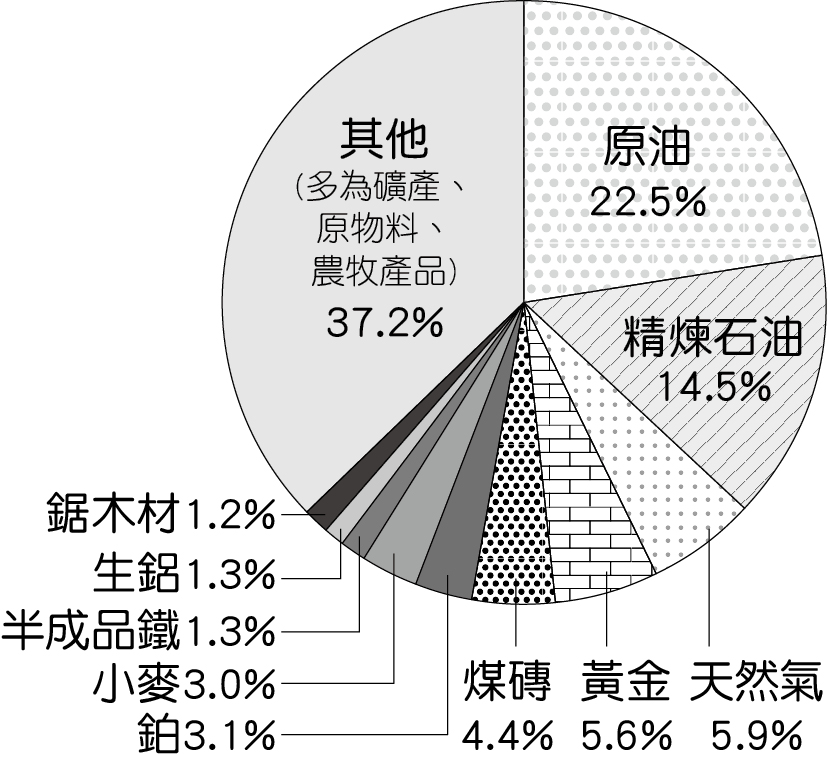 其他
(多為礦產、
原物料、
農牧產品)
37.2%
原油
22.5%
精煉石油
14.5%
鋸木材1.2%
生鋁1.3%
半成品鐵1.3%
小麥3.0%
鉑3.1%
煤磚
4.4%
黃金
5.6%
天然氣
5.9%